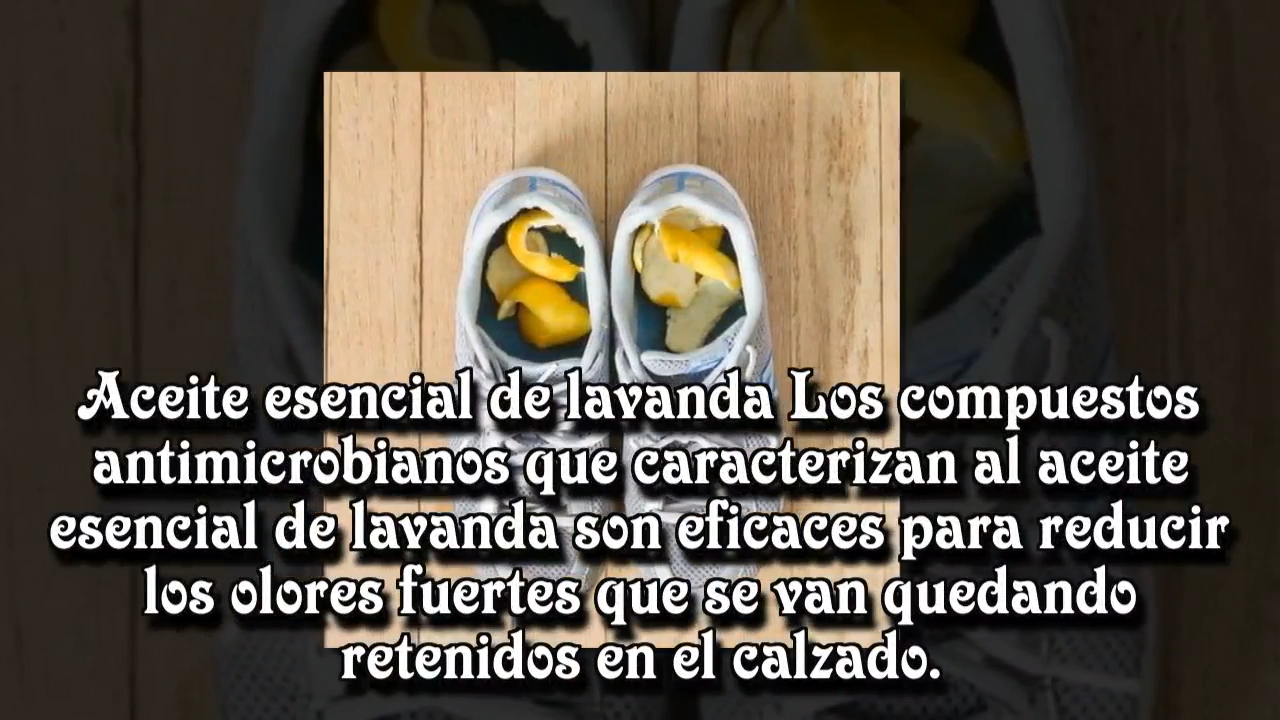 Aceite esencial de lavanda Los compuestos
antimicrobianos que caracterizan al aceite
esencial de lavanda son eficaces para reducir
los olores fuertes que se van quedando
retenidos en el calzado.